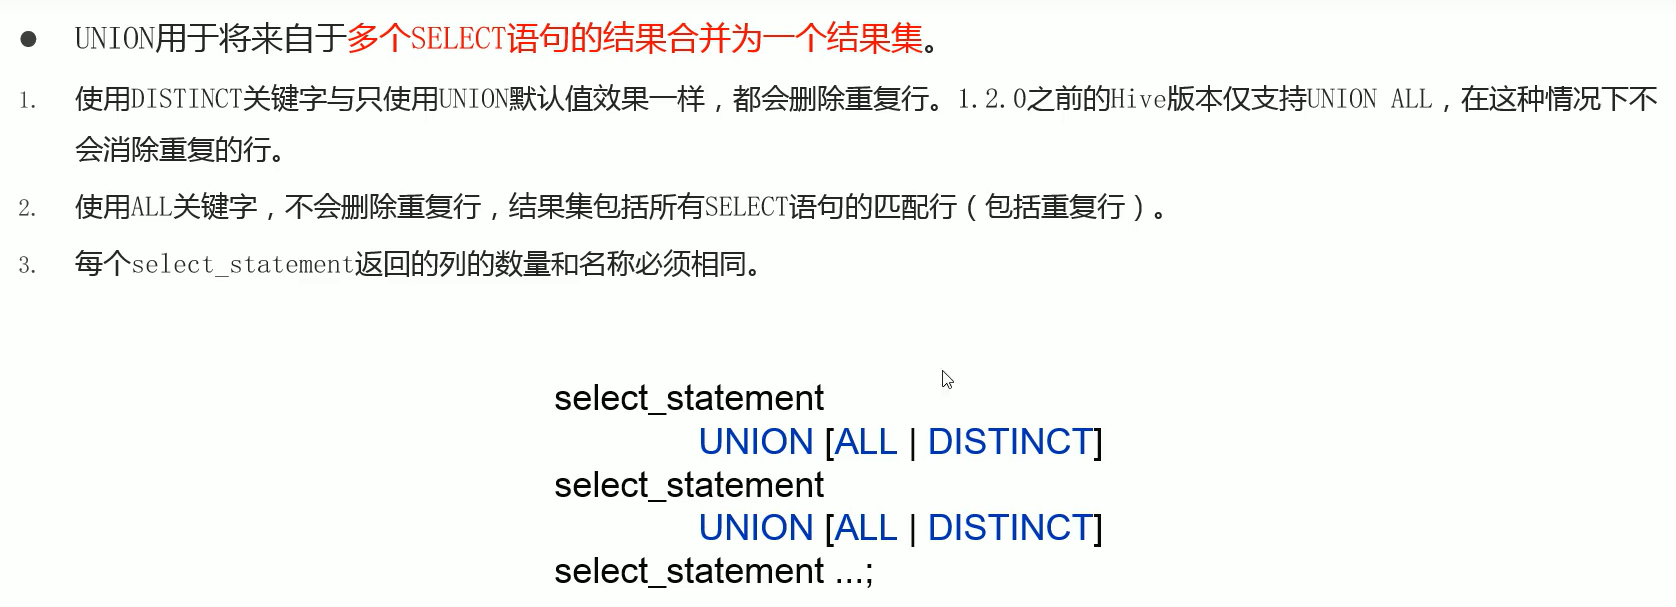 ● UNION用于将来自于多个SELECT语句的结果合并为一个结果集。
1. 使用DISTINCT关键字与只使用UNION默认值效果一样，都会删除重复行。1.2.0之前的Hive版本仅支持UNION ALL，在这种情况下不
会消除重复的行。
2. 使用ALL关键字，不会删除重复行，结果集包括所有SELECT语句的匹配行（包括重复行）。
3. 每个select_statement返回的列的数量和名称必须相同。
select_statement
UNION [ALL | DISTINCT]
select_statement
UNION [ALL | DISTINCT]
select_statement ...;